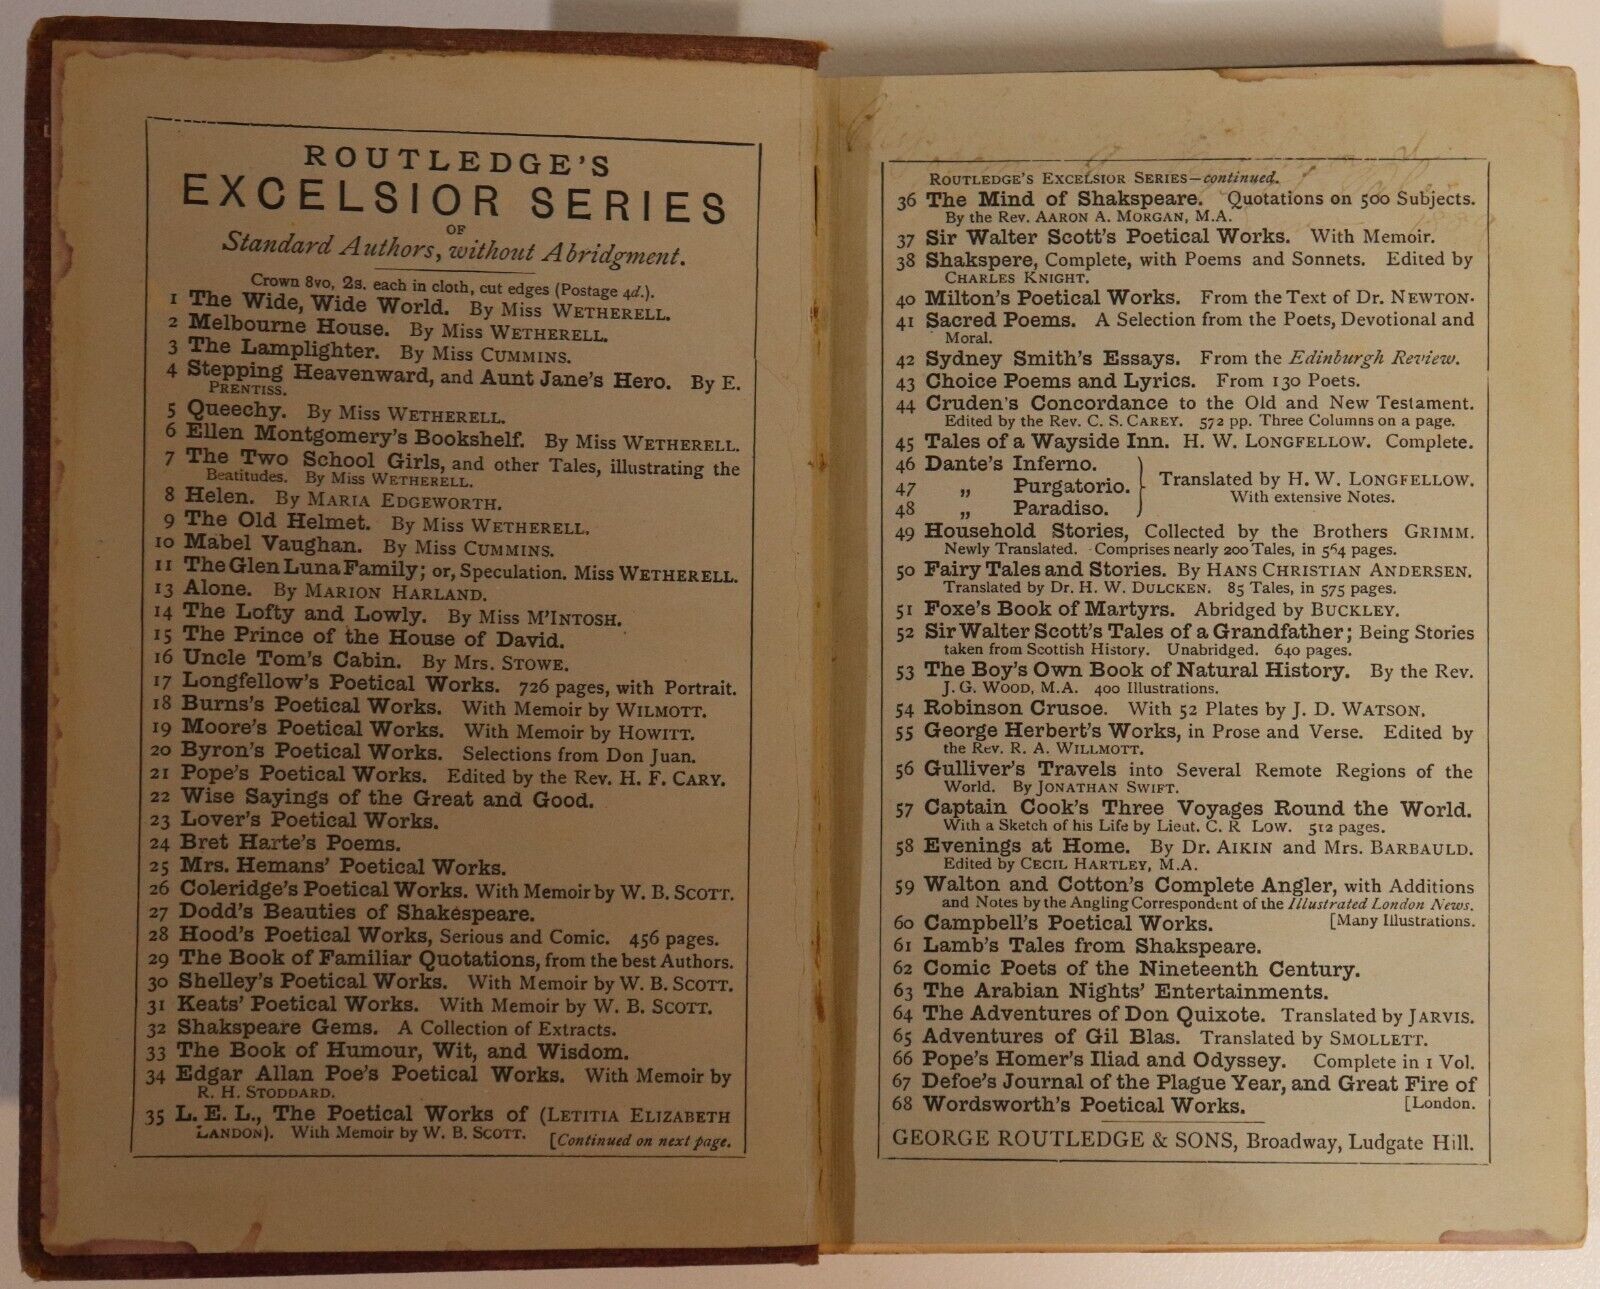 ROUTLEDGE'S
EXCELSIOR SERIES
OF
Standard Authors, without Abridgment.
Crown 8vo, 2s. each in cloth, cut edges (Postage 4d.).
1 The Wide, Wide World. By Miss WETHERELL.
2 Melbourne House. By Miss WETHERELL.
3 The Lamplighter. By Miss CUMMINS.
4 Stepping Heavenward, and Aunt Jane's Hero. By E.
PRENTISS.
5 Queechy. By Miss WETHERELL.
6 Ellen Montgomery's Bookshelf. By Miss WETHERELL.
7 The Two School Girls, and other Tales, illustrating the
Beatitudes. By Miss WETHERELL.
8 Helen. By MARIA EDGEWORTH.
9 The Old Helmet. By Miss WETHERELL.
10 Mabel Vaughan. By Miss CUMMINS.
11 The Glen Luna Family; or, Speculation. Miss WETHERELL.
13 Alone. By MARION HARLAND.
14 The Lofty and Lowly. By Miss M'INTOSH.
15 The Prince of the House of David.
16 Uncle Tom's Cabin. By Mrs. STOWE.
17 Longfellow's Poetical Works. 726 pages, with Portrait.
18 Burns's Poetical Works. With Memoir by WILMOTT.
19 Moore's Poetical Works. With Memoir by HOWITT.
20 Byron's Poetical Works. Selections from Don Juan.
21 Pope's Poetical Works. Edited by the Rev. H. F. CARY.
22 Wise Sayings of the Great and Good.
23 Lover's Poetical Works.
24 Bret Harte's Poems.
25 Mrs. Hemans' Poetical Works.
26 Coleridge's Poetical Works. With Memoir by W. B. SCOTT.
27 Dodd's Beauties of Shakespeare.
28 Hood's Poetical Works, Serious and Comic. 456 pages.
29 The Book of Familiar Quotations, from the best Authors.
30 Shelley's Poetical Works. With Memoir by W. B. SCOTT.
31 Keats' Poetical Works. With Memoir by W. B. SCOTT.
32 Shakspeare Gems. A Collection of Extracts.
33 The Book of Humour, Wit, and Wisdom.
34 Edgar Allan Poe's Poetical Works. With Memoir by
R. H. STODDARD.
35 L. E. L., The Poetical Works of (LETITIA ELIZABETH
LANDON). With Memoir by W. B. SCOTT. [Continued on next page.
ROUTLEDGE'S EXCELSIOR SERIES—continued.
36 The Mind of Shakspeare. Quotations on 500 Subjects.
By the Rev. AARON A. MORGAN, M.A.
37 Sir Walter Scott's Poetical Works. With Memoir.
38 Shakspere, Complete, with Poems and Sonnets. Edited by
CHARLES KNIGHT.
40 Milton's Poetical Works. From the Text of Dr. NEWTON.
41 Sacred Poems. A Selection from the Poets, Devotional and
Moral.
42 Sydney Smith's Essays. From the Edinburgh Review.
43 Choice Poems and Lyrics. From 130 Poets.
44 Cruden's Concordance to the Old and New Testament.
Edited by the Rev. C. S. CAREY. 572 pp. Three Columns on a page.
45 Tales of a Wayside Inn. H. W. LONGFELLOW. Complete.
46 Dante's Inferno.
47 „ Purgatorio. Translated by H. W. LONGFELLOW.
With extensive Notes.
48 „ Paradiso.
49 Household Stories, Collected by the Brothers GRIMM.
Newly Translated. Comprises nearly 200 Tales, in 564 pages.
50 Fairy Tales and Stories. By HANS CHRISTIAN ANDERSEN.
Translated by Dr. H. W. DULCKEN. 85 Tales, in 575 pages.
51 Foxe's Book of Martyrs. Abridged by BUCKLEY.
52 Sir Walter Scott's Tales of a Grandfather; Being Stories
taken from Scottish History. Unabridged. 640 pages.
53 The Boy's Own Book of Natural History. By the Rev.
J. G. WOOD, M.A. 400 Illustrations.
54 Robinson Crusoe. With 52 Plates by J. D. WATSON.
55 George Herbert's Works, in Prose and Verse. Edited by
the Rev. R. A. WILLMOTT.
56 Gulliver's Travels into Several Remote Regions of the
World. By JONATHAN SWIFT.
57 Captain Cook's Three Voyages Round the World.
With a Sketch of his Life by Lieut. C. R LOW. 512 pages.
58 Evenings at Home. By Dr. AIKIN and Mrs. BARBAULD.
Edited by CECIL HARTLEY, M.A.
59 Walton and Cotton's Complete Angler, with Additions
and Notes by the Angling Correspondent of the Illustrated London News.
60 Campbell's Poetical Works. [Many Illustrations.
61 Lamb's Tales from Shakspeare.
62 Comic Poets of the Nineteenth Century.
63 The Arabian Nights' Entertainments.
64 The Adventures of Don Quixote. Translated by JARVIS.
65 Adventures of Gil Blas. Translated by SMOLLETT.
66 Pope's Homer's Iliad and Odyssey. Complete in 1 Vol.
67 Defoe's Journal of the Plague Year, and Great Fire of
68 Wordsworth's Poetical Works. [London.
GEORGE ROUTLEDGE & SONS, Broadway, Ludgate Hill.